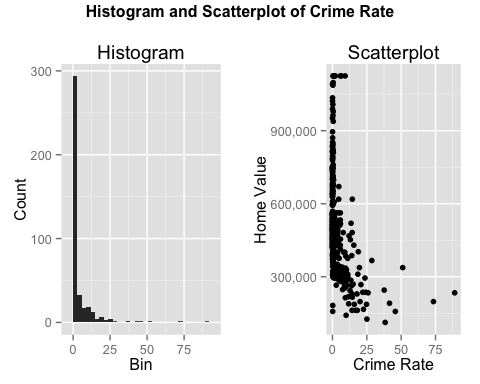 Histogram and Scatterplot of Crime Rate
Histogram
300
200
100
0
Count
0 25 50 75
Bin
Scatterplot
900,000
600,000
300,000
Home Value
0 25 50 75
Crime Rate